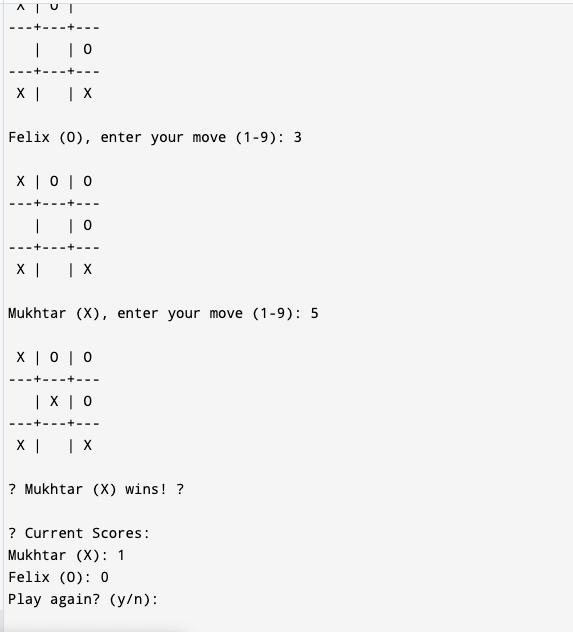 X | O |
---+---+---
   |   | O
---+---+---
 X |   | X
Felix (O), enter your move (1-9): 3
 X | O | O
---+---+---
   |   | O
---+---+---
 X |   | X
Mukhtar (X), enter your move (1-9): 5
 X | O | O
---+---+---
   | X | O
---+---+---
 X |   | X
? Mukhtar (X) wins! ?
? Current Scores:
Mukhtar (X): 1
Felix (O): 0
Play again? (y/n):